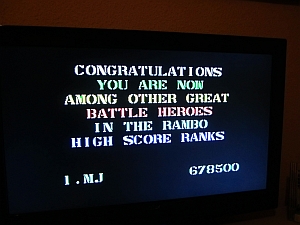 CONGRATULATIONS
YOU ARE NOW
AMONG OTHER GREAT
BATTLE HEROES
IN THE RAMBO
HIGH SCORE RANKS
1.MJ 678500